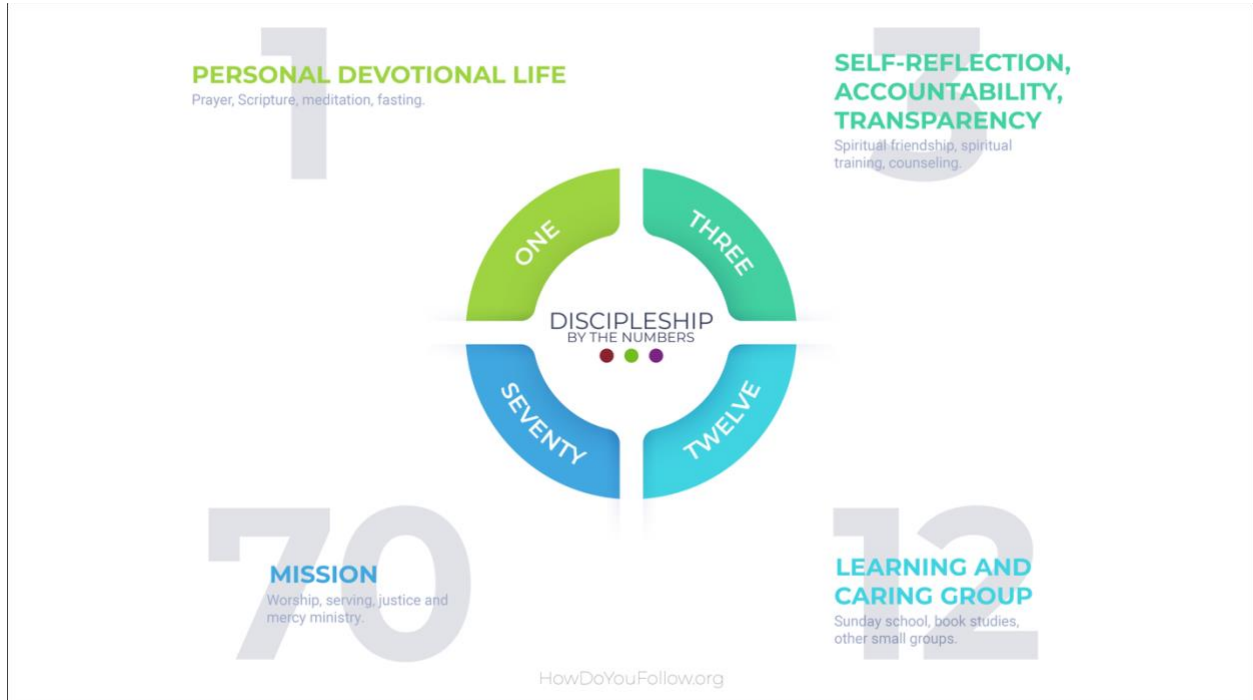 1
PERSONAL DEVOTIONAL LIFE
Prayer, Scripture, meditation, fasting.
3
SELF-REFLECTION,
ACCOUNTABILITY,
TRANSPARENCY
Spiritual friendship, spiritual
training, counseling.
ONE
THREE
DISCIPLESHIP
BY THE NUMBERS
SEVENTY
TWELVE
70
MISSION
Worship, serving, justice and
mercy ministry.
12
LEARNING AND
CARING GROUP
Sunday school, book studies,
other small groups.
HowDoYouFollow.org